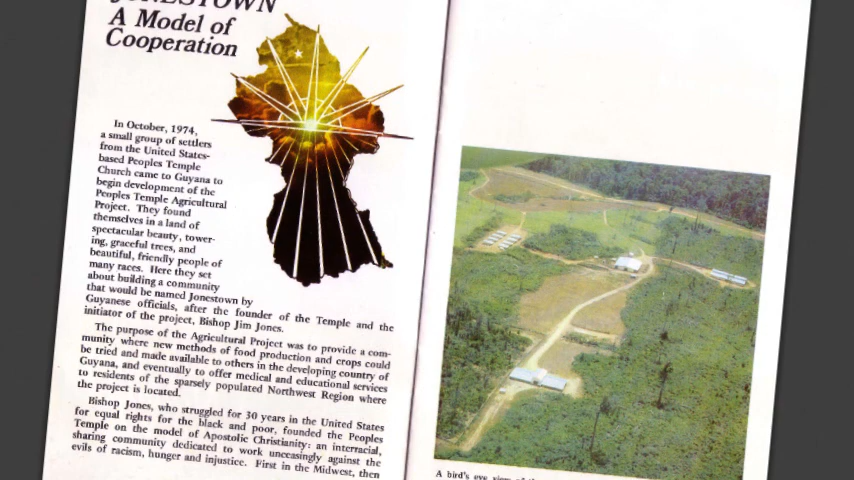 JONESTOWN
A Model of
Cooperation
In October, 1974,
a small group of settlers
from the United States-
based Peoples Temple
Church came to Guyana to
begin development of the
Peoples Temple Agricultural
Project. They found
themselves in a land of
spectacular beauty, tower-
ing, graceful trees, and
beautiful, friendly people of
many races. Here they set
about building a community
that would be named Jonestown by
Guyanese officials, after the founder of the Temple and the
initiator of the project, Bishop Jim Jones.
The purpose of the Agricultural Project was to provide a com-
munity where new methods of food production and crops could
be tried and made available to others in the developing country of
Guyana, and eventually to offer medical and educational services
to residents of the sparsely populated Northwest Region where
the project is located.
Bishop Jones, who struggled for 30 years in the United States
for equal rights for the black and poor, founded the Peoples
Temple on the model of Apostolic Christianity: an interracial,
sharing community dedicated to work unceasingly against the
evils of racism, hunger and injustice. First in the Midwest, then
A bird's eye view of the